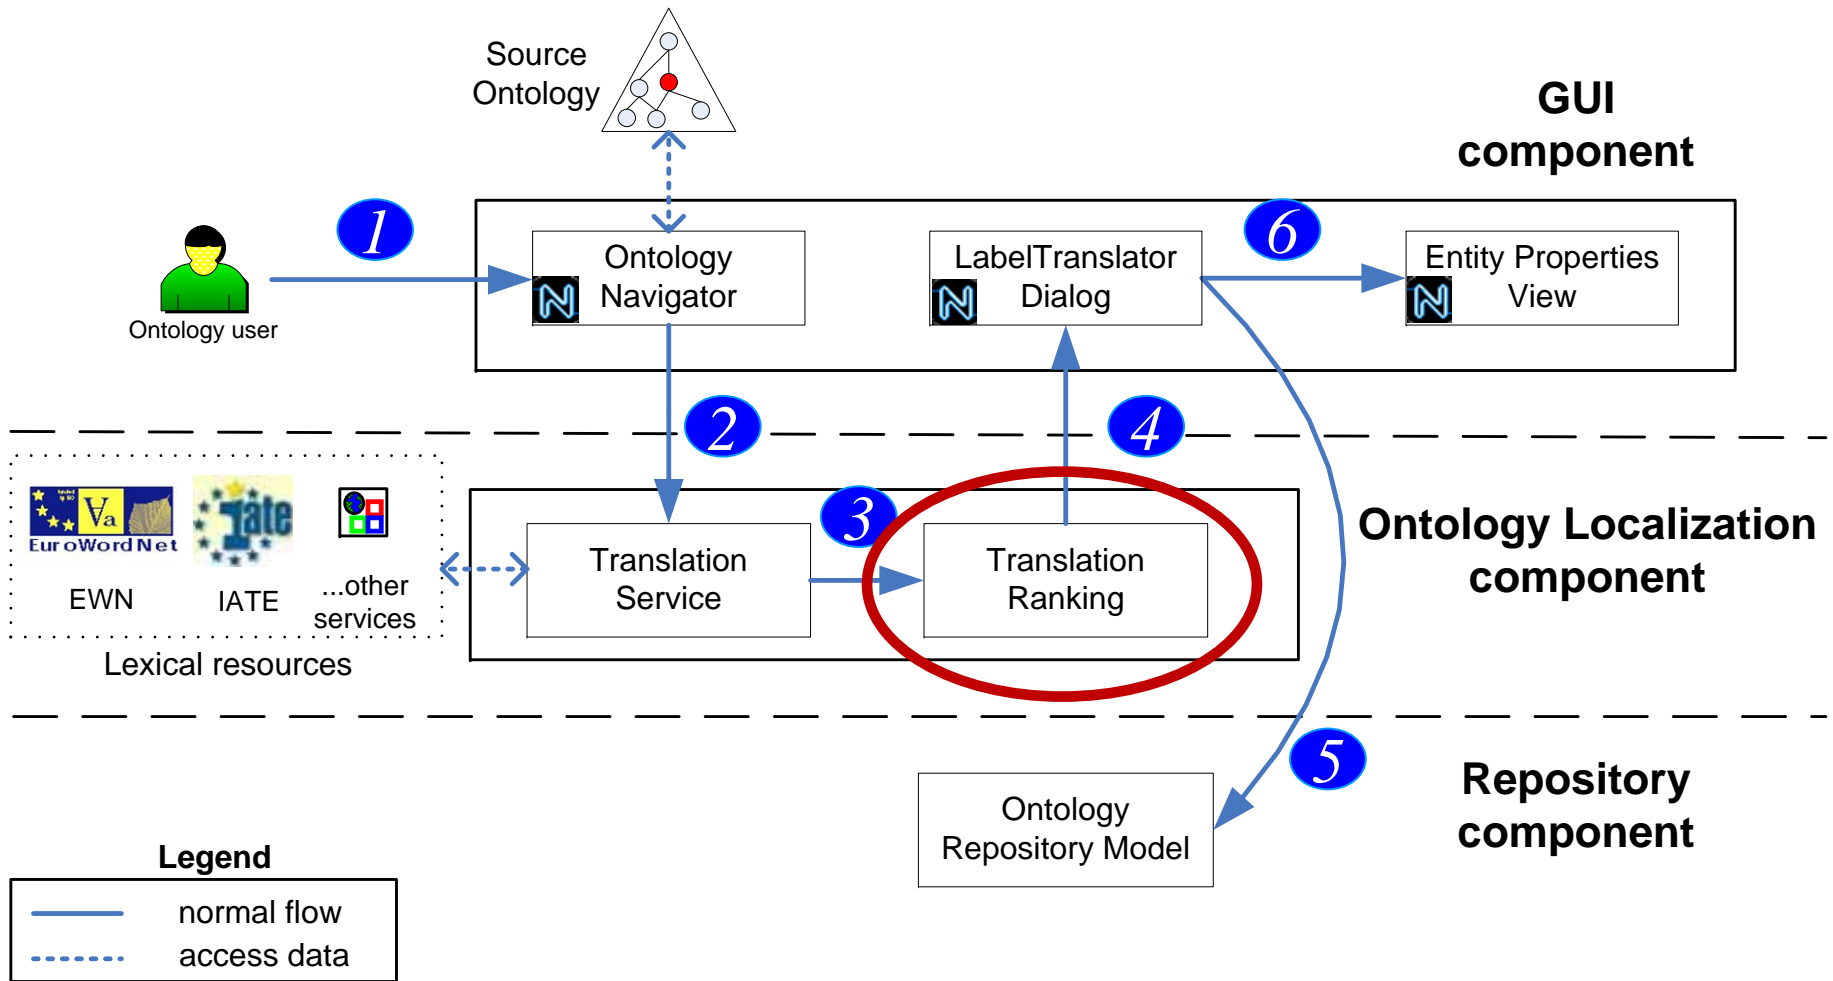 Source
Ontology
GUI
component
1
6
Ontology
Navigator
N
LabelTranslator
Dialog
N
Entity Properties
View
N
Ontology user
2
4
Va
EuroWordNet
Iate
EWN
IATE
...other
services
Lexical resources
3
Translation
Service
Translation
Ranking
Ontology Localization
component
5
Ontology
Repository Model
Repository
component
Legend
normal flow
access data